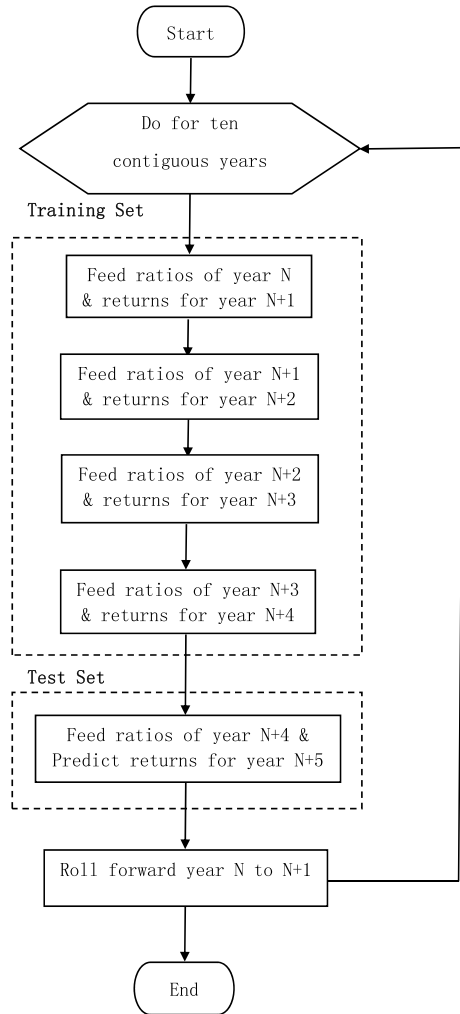 Start
Do for ten
contiguous years
Training Set
Feed ratios of year N
& returns for year N+1
Feed ratios of year N+1
& returns for year N+2
Feed ratios of year N+2
& returns for year N+3
Feed ratios of year N+3
& returns for year N+4
Test Set
Feed ratios of year N+4 &
Predict returns for year N+5
Roll forward year N to N+1
End